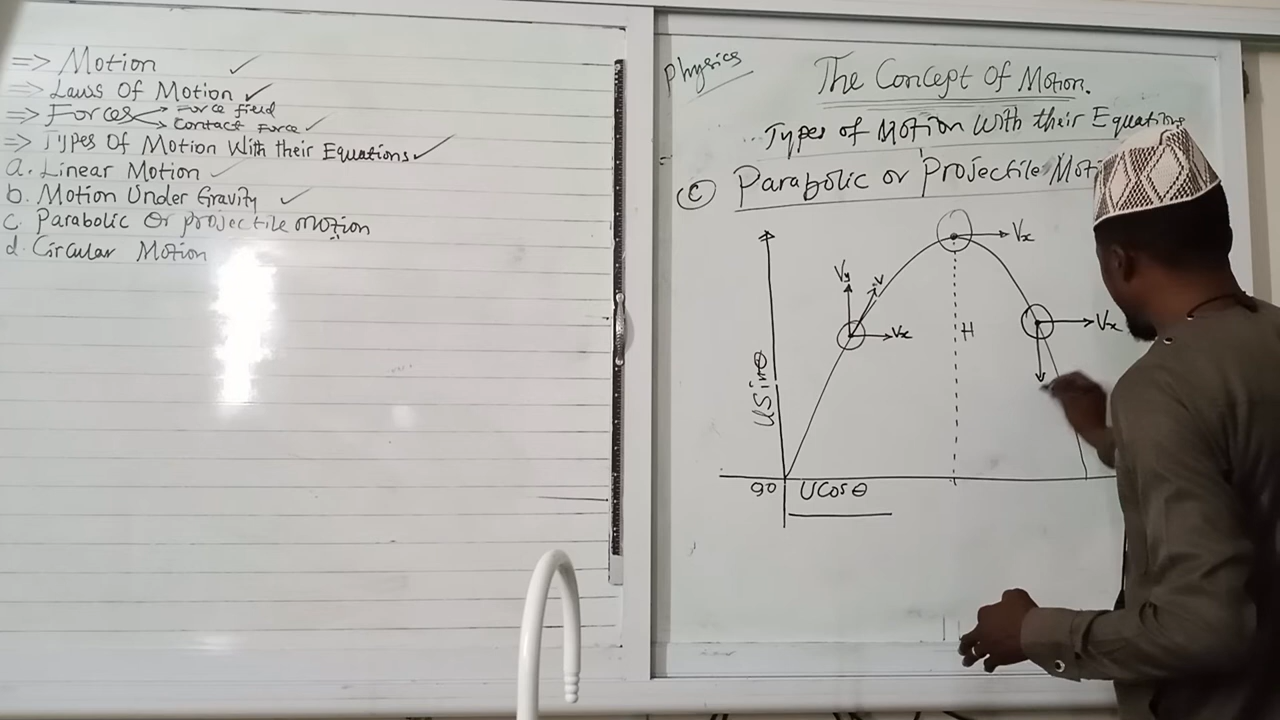 => Motion ✓
=> Laws Of Motion ✓
=> Forces → Force field
→ Contact Force ✓
=> Types Of Motion With their Equations ✓
a. Linear Motion ✓
b. Motion Under Gravity ✓
c. Parabolic Or projectile motion
d. Circular Motion
Physics
The Concept Of Motion.
Types of Motion With their
(c) Parabolic or Projectile
Vx
Vy
V
Vx
H
Vx
USinθ
90
UCosθ